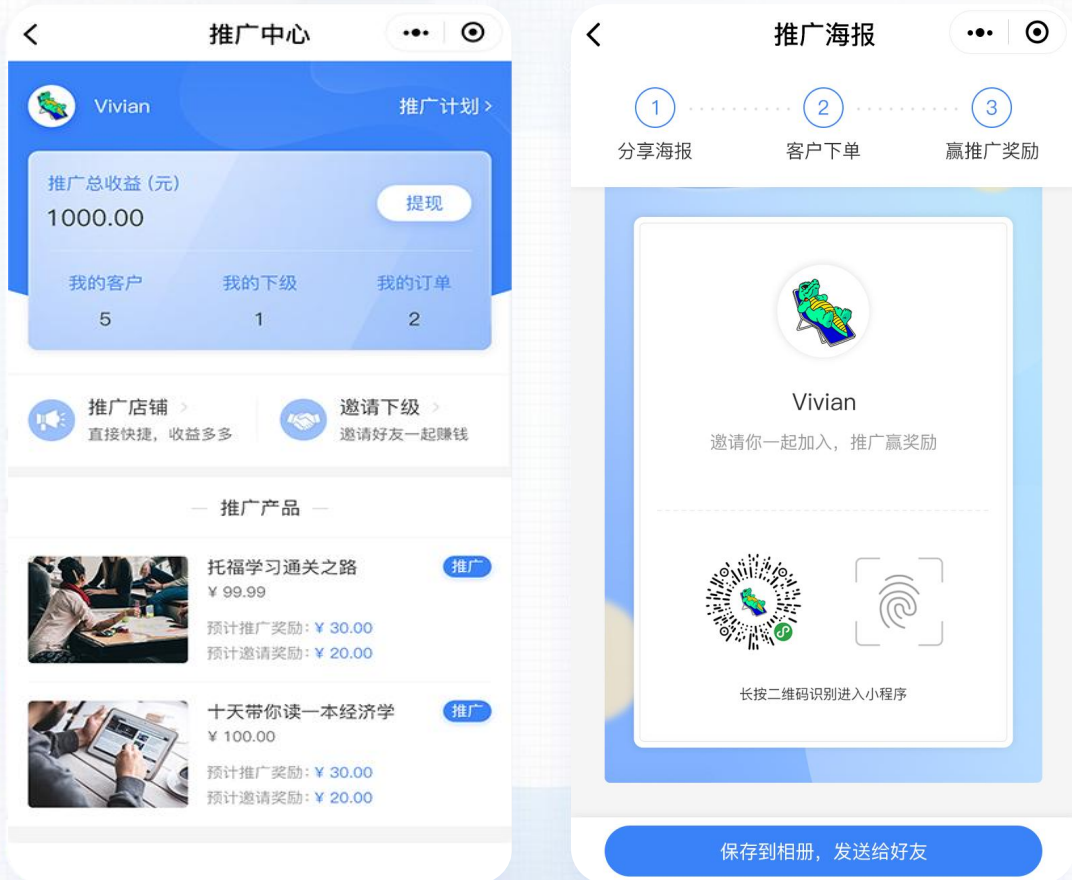 推广中心
Vivian
推广计划 >
推广总收益 (元)
1000.00
提现
我的客户
我的下级
我的订单
5
1
2
推广店铺 >
直接快捷，收益多多
邀请下级 >
邀请好友一起赚钱
推广产品
托福学习通关之路
推广
¥ 99.99
预计推广奖励: ¥ 30.00
预计邀请奖励: ¥ 20.00
十天带你读一本经济学
推广
¥ 100.00
预计推广奖励: ¥ 30.00
预计邀请奖励: ¥ 20.00
推广海报
1
2
3
分享海报
客户下单
赢推广奖励
Vivian
邀请你一起加入，推广赢奖励
长按二维码识别进入小程序
保存到相册，发送给好友